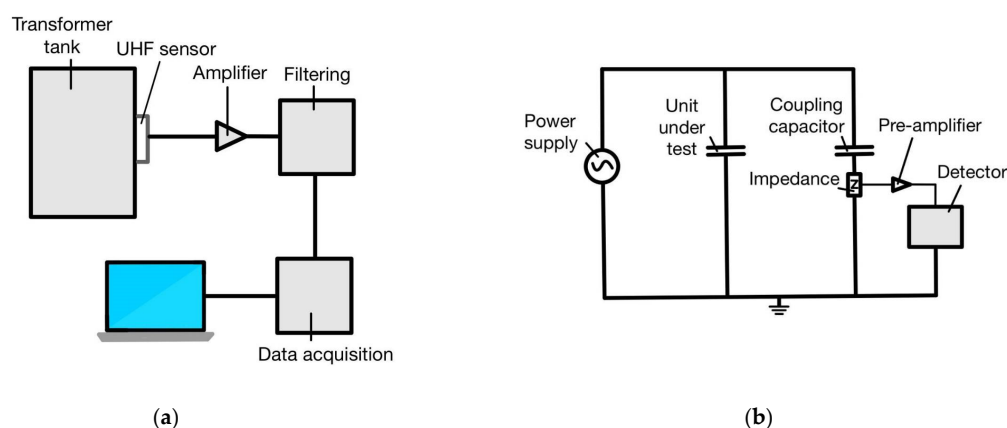 Transformer
tank
UHF sensor
Amplifier
Filtering
Data acquisition
(a)
Power
supply
Unit
under
test
Coupling
capacitor
Pre-amplifier
Impedance
Z
Detector
(b)